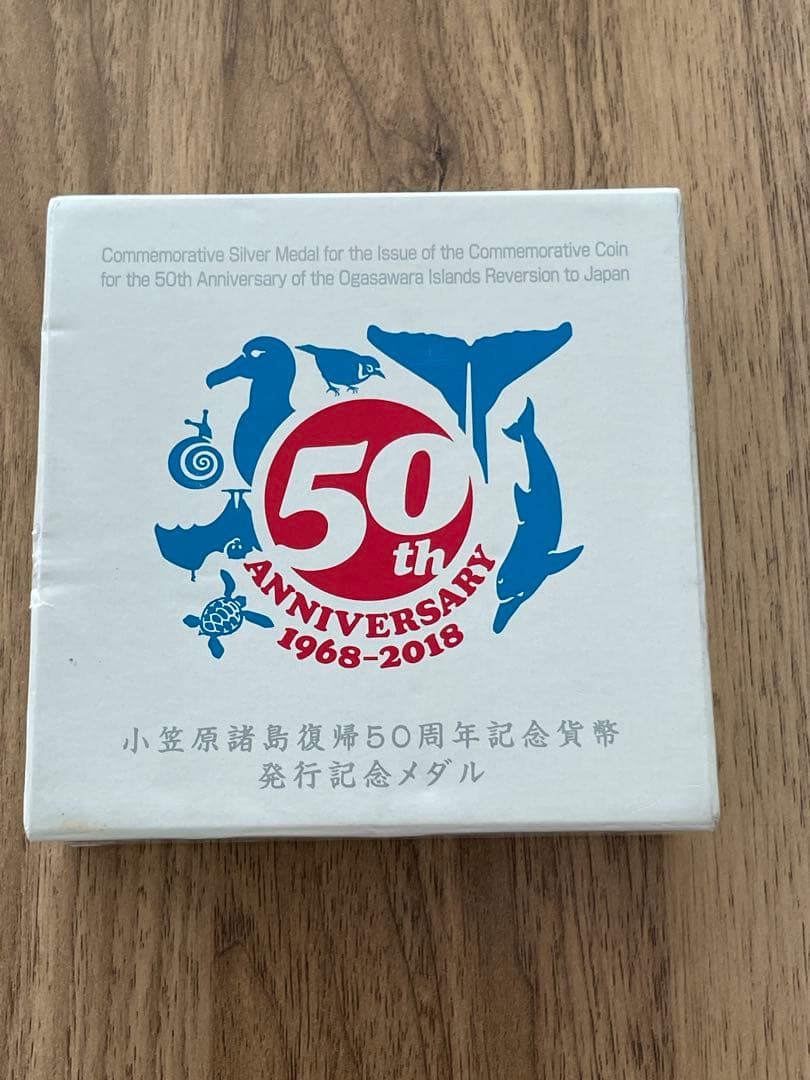 Commemorative Silver Medal for the Issue of the Commemorative Coin
for the 50th Anniversary of the Ogasawara Islands Reversion to Japan
50th
ANNIVERSARY
1968-2018
小笠原諸島復帰50周年記念貨幣
発行記念メダル